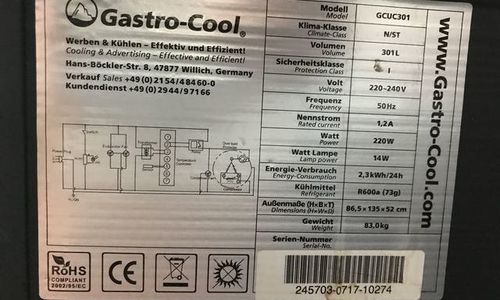 Gastro-Cool®
Werben & Kühlen – Effektiv und Effizient!
Cooling & Advertising – Effective and Efficient!
Hans-Böckler-Str. 8, 47877 Willich, Germany
Verkauf Sales +49 (0) 2154/48 60-0
Kundendienst +49 (0) 2944/971 66
Modell
Model
GCUC301
Klima-Klasse
Climate-Class
N/ST
Volumen
Volume
301L
Sicherheitsklasse
Protection Class
I
Volt
Voltage
220-240V
Frequenz
Frequency
50Hz
Nennstrom
Rated current
1,2A
Watt
Power
220W
Watt Lampe
Lamp power
14W
Energie-Verbrauch
Energy-Consumption
2,3kWh/24h
Kühlmittel
Refrigerant
R600a (73g)
Außenmaße (H×B×T)
Dimensions (H×W×D)
86,5 × 135 × 52 cm
Gewicht
Weight
83,0kg
Serien-Nummer
Serial-No.
245703-0717-10274
www.Gastro-Cool.com
RoHS
COMPLIANT
2002/95/EC
CE